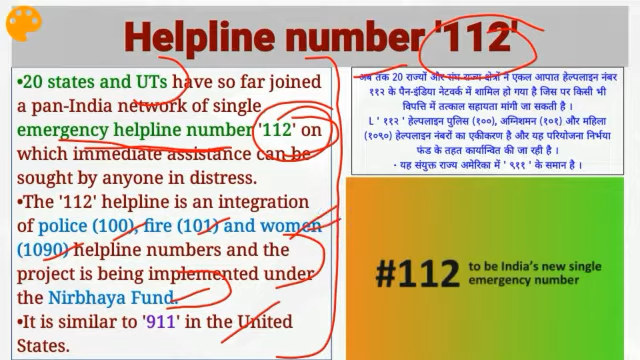 Helpline number '112'
•20 states and UTs have so far joined
a pan-India network of single
emergency helpline number '112' on
which immediate assistance can be
sought by anyone in distress.
•The '112' helpline is an integration
of police (100), fire (101) and women
(1090) helpline numbers and the
project is being implemented under
the Nirbhaya Fund.
•It is similar to '911' in the United
States.
अब तक 20 राज्यों और संघ राज्य क्षेत्रों ने एकल आपात हेल्पलाइन नंबर
११२ के पैन-इंडिया नेटवर्क में शामिल हो गया है जिस पर किसी भी
विपत्ति में तत्काल सहायता मांगी जा सकती है ।
L ' ११२ ' हेल्पलाइन पुलिस (१००), अग्निशमन (१०१) और महिला
(१०९०) हेल्पलाइन नंबरों का एकीकरण है और यह परियोजना निर्भया
फंड के तहत कार्यान्वित की जा रही है ।
• यह संयुक्त राज्य अमेरिका में ' ९११ ' के समान है ।
#112 to be India's new single
emergency number